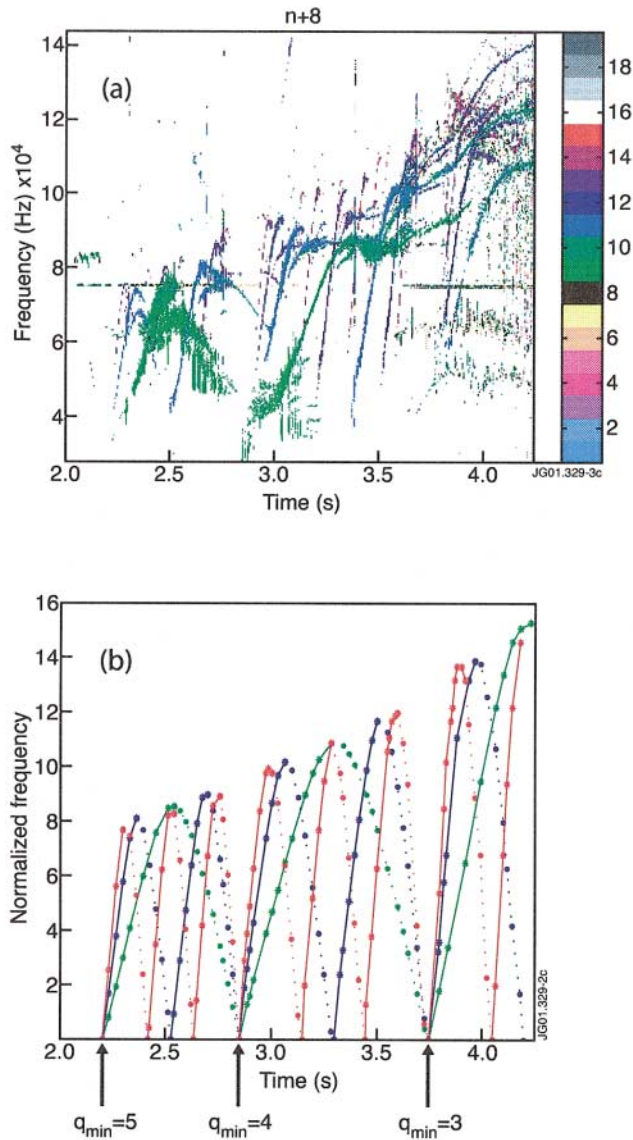 n+8
14
12
10
8
6
4
Frequency (Hz) x10⁴
(a)
2.0
2.5
3.0
3.5
4.0
Time (s)
18
16
14
12
10
8
6
4
2
JG01.329-3c
16
14
12
10
8
6
4
2
Normalized frequency
(b)
2.0
2.5
3.0
3.5
4.0
Time (s)
JG01.329-2c
qmin=5
qmin=4
qmin=3